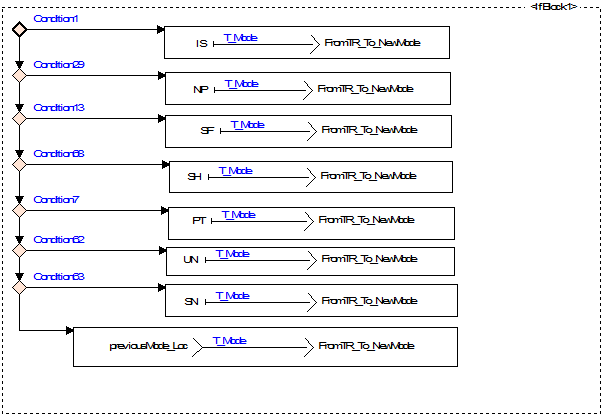 <IfBlock1>
Condition1
IS T_Mode FromTR_To_NewMode
Condition29
NP T_Mode FromTR_To_NewMode
Condition13
SF T_Mode FromTR_To_NewMode
Condition68
SH T_Mode FromTR_To_NewMode
Condition7
PT T_Mode FromTR_To_NewMode
Condition62
UN T_Mode FromTR_To_NewMode
Condition63
SN T_Mode FromTR_To_NewMode
previousMode_Loc T_Mode FromTR_To_NewMode